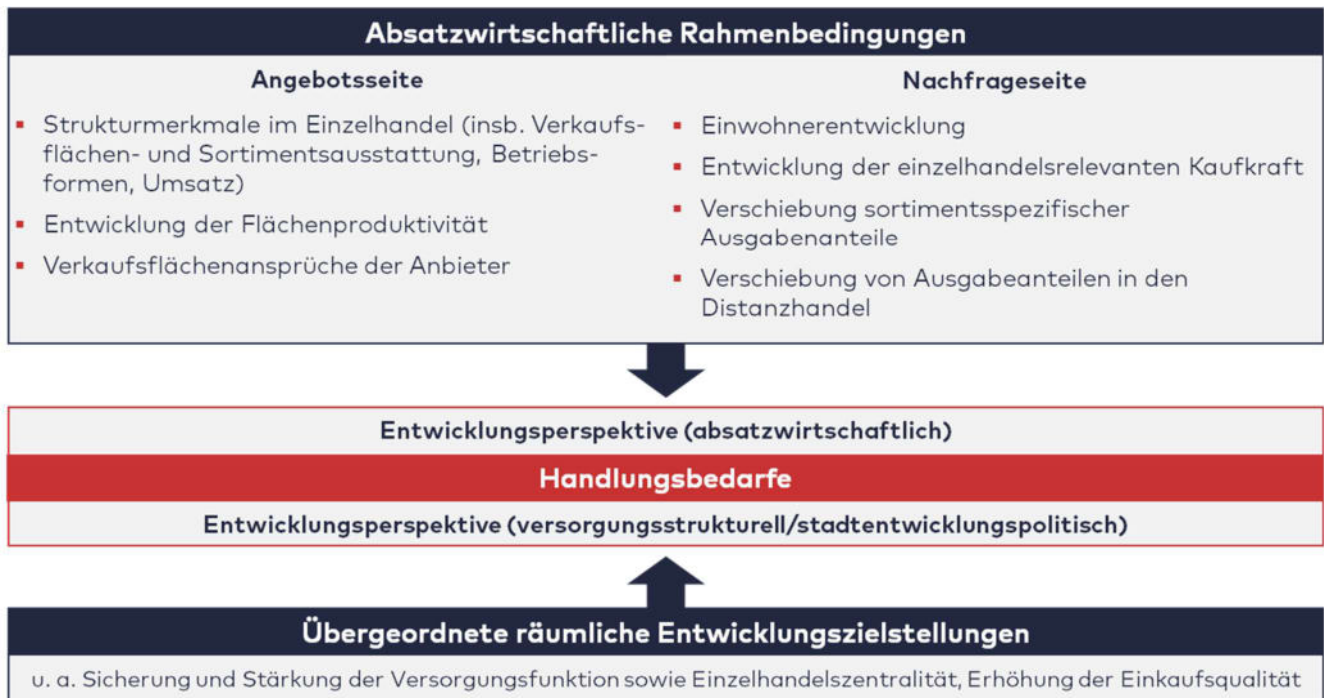 Absatzwirtschaftliche Rahmenbedingungen
Angebotsseite
▪ Strukturmerkmale im Einzelhandel (insb. Verkaufs-
flächen- und Sortimentsausstattung, Betriebs-
formen, Umsatz)
▪ Entwicklung der Flächenproduktivität
▪ Verkaufsflächenansprüche der Anbieter
Nachfrageseite
▪ Einwohnerentwicklung
▪ Entwicklung der einzelhandelsrelevanten Kaufkraft
▪ Verschiebung sortimentsspezifischer
Ausgabenanteile
▪ Verschiebung von Ausgabeanteilen in den
Distanzhandel
Entwicklungsperspektive (absatzwirtschaftlich)
Handlungsbedarfe
Entwicklungsperspektive (versorgungsstrukturell/stadtentwicklungspolitisch)
Übergeordnete räumliche Entwicklungszielstellungen
u. a. Sicherung und Stärkung der Versorgungsfunktion sowie Einzelhandelszentralität, Erhöhung der Einkaufsqualität